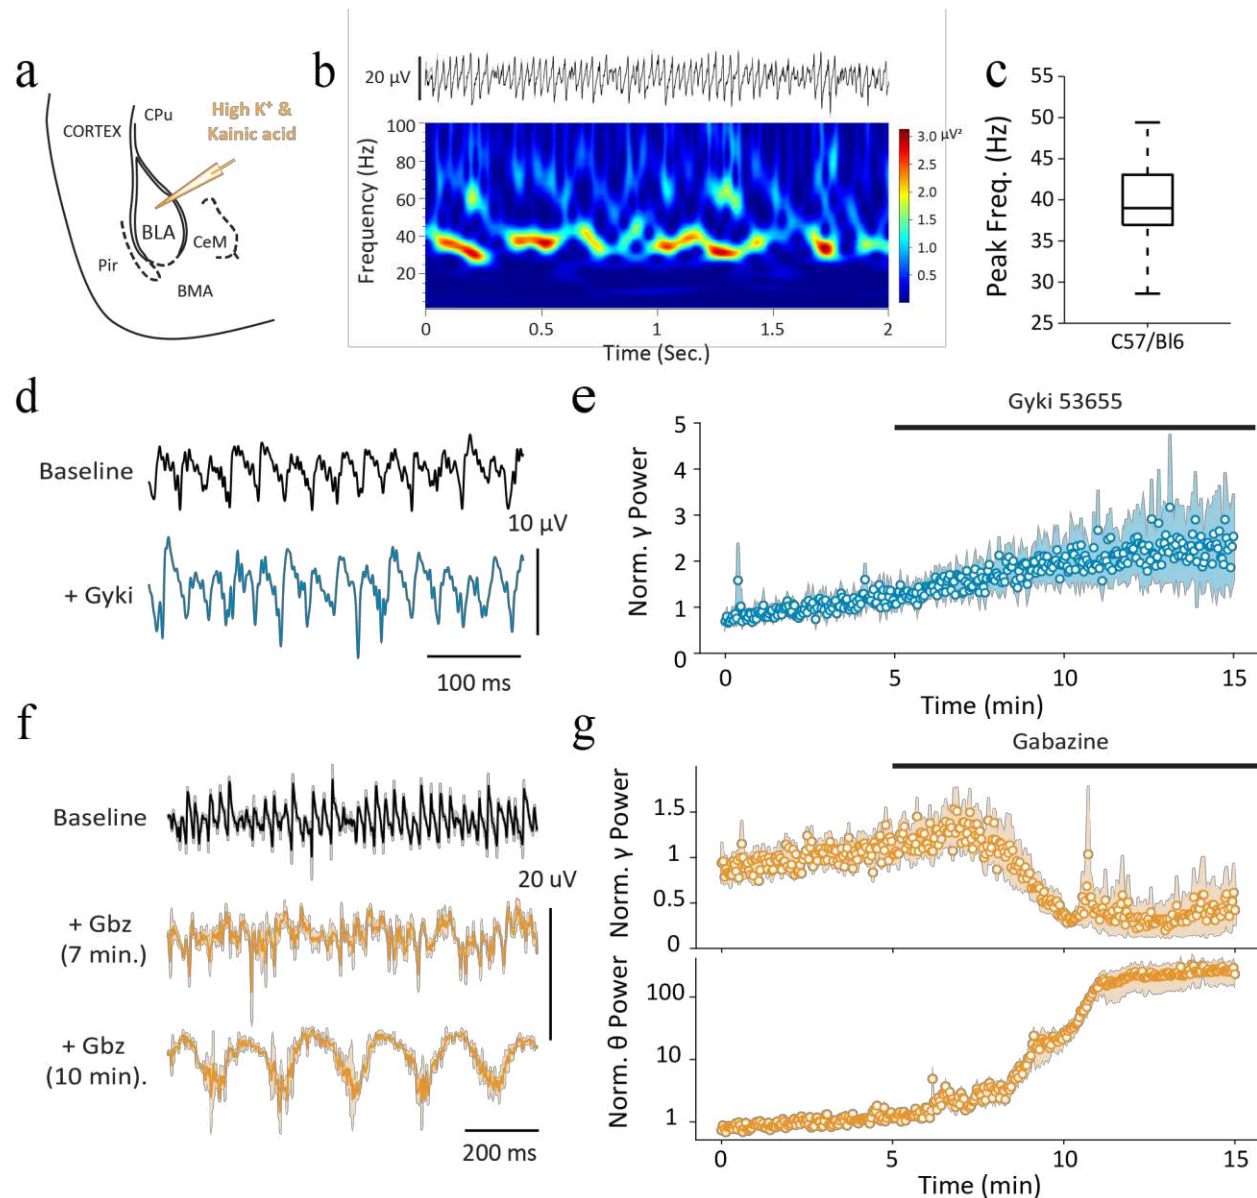 a
CORTEX
CPu
High K⁺ &
Kainic acid
BLA
CeM
Pir
BMA
b
20 µV
Frequency (Hz)
100
80
60
40
20
0
0.5
1
1.5
2
Time (Sec.)
3.0
µV²
2.5
2.0
1.5
1.0
0.5
c
Peak Freq. (Hz)
55
50
45
40
35
30
25
C57/Bl6
d
Baseline
10 µV
+ Gyki
100 ms
e
Gyki 53655
Norm. γ Power
5
4
3
2
1
0
0
5
10
15
Time (min)
f
Baseline
20 uV
+ Gbz
(7 min.)
+ Gbz
(10 min).
200 ms
g
Gabazine
Norm. γ Power
1.5
1
0.5
0
Norm. θ Power
100
10
1
0
5
10
15
Time (min)